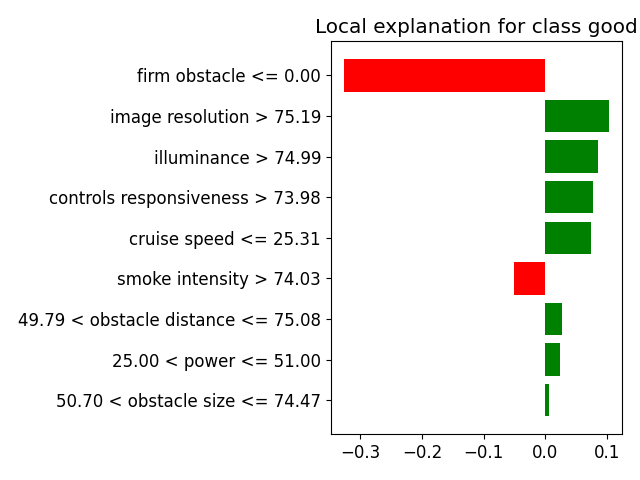 Local explanation for class good
firm obstacle <= 0.00
image resolution > 75.19
illuminance > 74.99
controls responsiveness > 73.98
cruise speed <= 25.31
smoke intensity > 74.03
49.79 < obstacle distance <= 75.08
25.00 < power <= 51.00
50.70 < obstacle size <= 74.47
−0.3 −0.2 −0.1 0.0 0.1